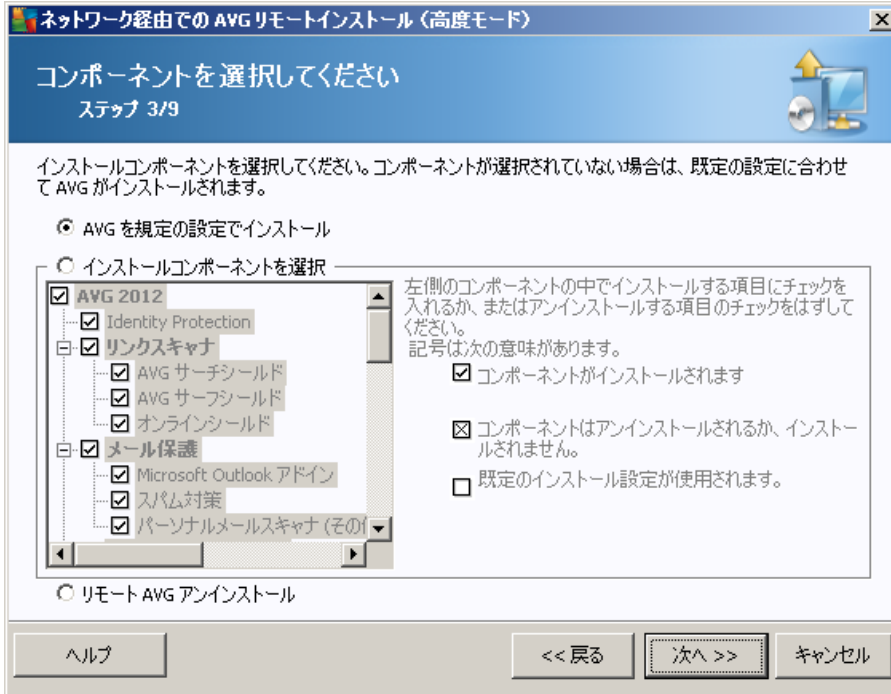 ネットワーク経由での AVG リモートインストール (高度モード)
コンポーネントを選択してください
ステップ 3/9
インストールコンポーネントを選択してください。コンポーネントが選択されていない場合は、既定の設定に合わせ
て AVG がインストールされます。
AVG を規定の設定でインストール
インストールコンポーネントを選択
AVG 2012
Identity Protection
リンクスキャナ
AVG サーチシールド
AVG サーフシールド
オンラインシールド
メール保護
Microsoft Outlook アドイン
スパム対策
パーソナルメールスキャナ (その
左側のコンポーネントの中でインストールする項目にチェックを
入れるか、またはアンインストールする項目のチェックをはずして
ください。
記号は次の意味があります。
コンポーネントがインストールされます
コンポーネントはアンインストールされるか、インストー
ルされません。
既定のインストール設定が使用されます。
リモート AVG アンインストール
ヘルプ
<< 戻る
次へ >>
キャンセル